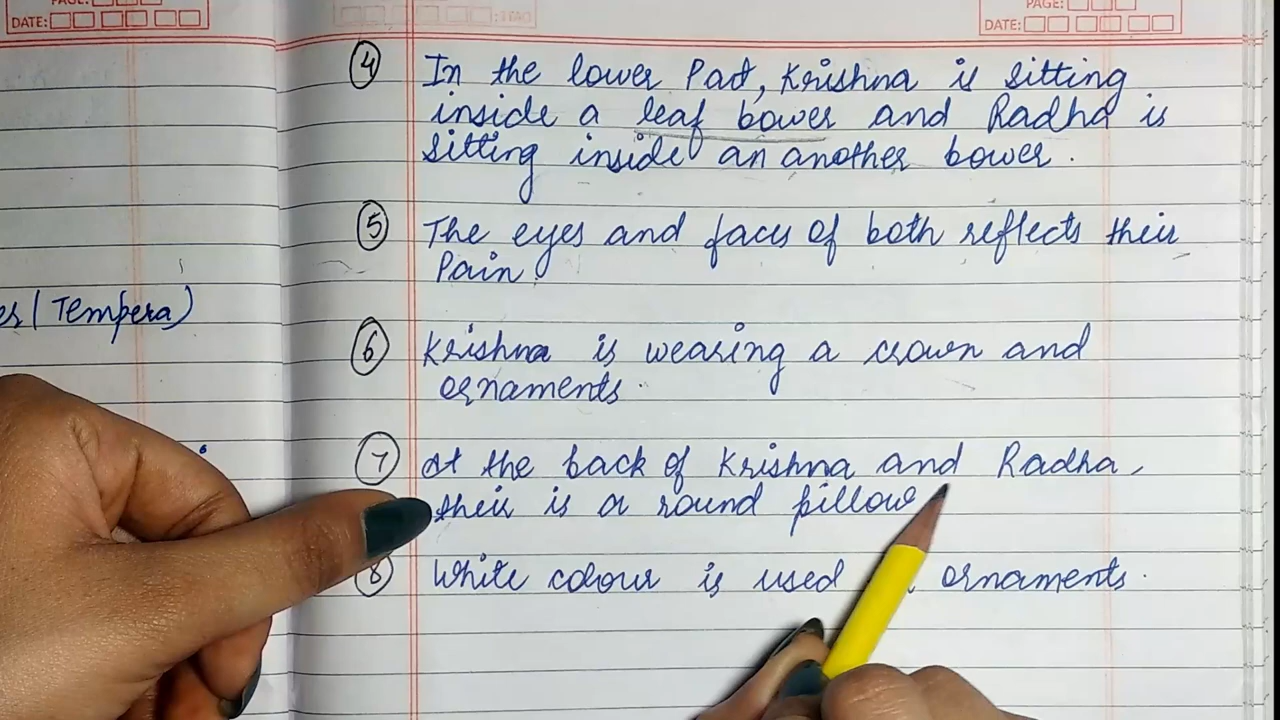 PAGE:
DATE:
PAGE:
DATE:
4 In the lower Part, Krishna is sitting
inside a leaf bower and Radha is
sitting inside an another bower.
5 The eyes and faces of both reflects their
Pain.
es (Tempera)
6 Krishna is wearing a crown and
ornaments.
7 At the back of Krishna and Radha,
their is a round pillow
8 White colour is used ornaments.